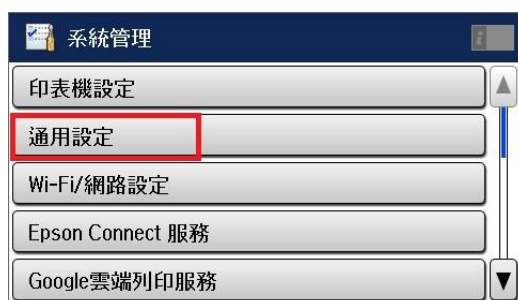 系統管理
印表機設定
通用設定
Wi-Fi/網路設定
Epson Connect 服務
Google雲端列印服務